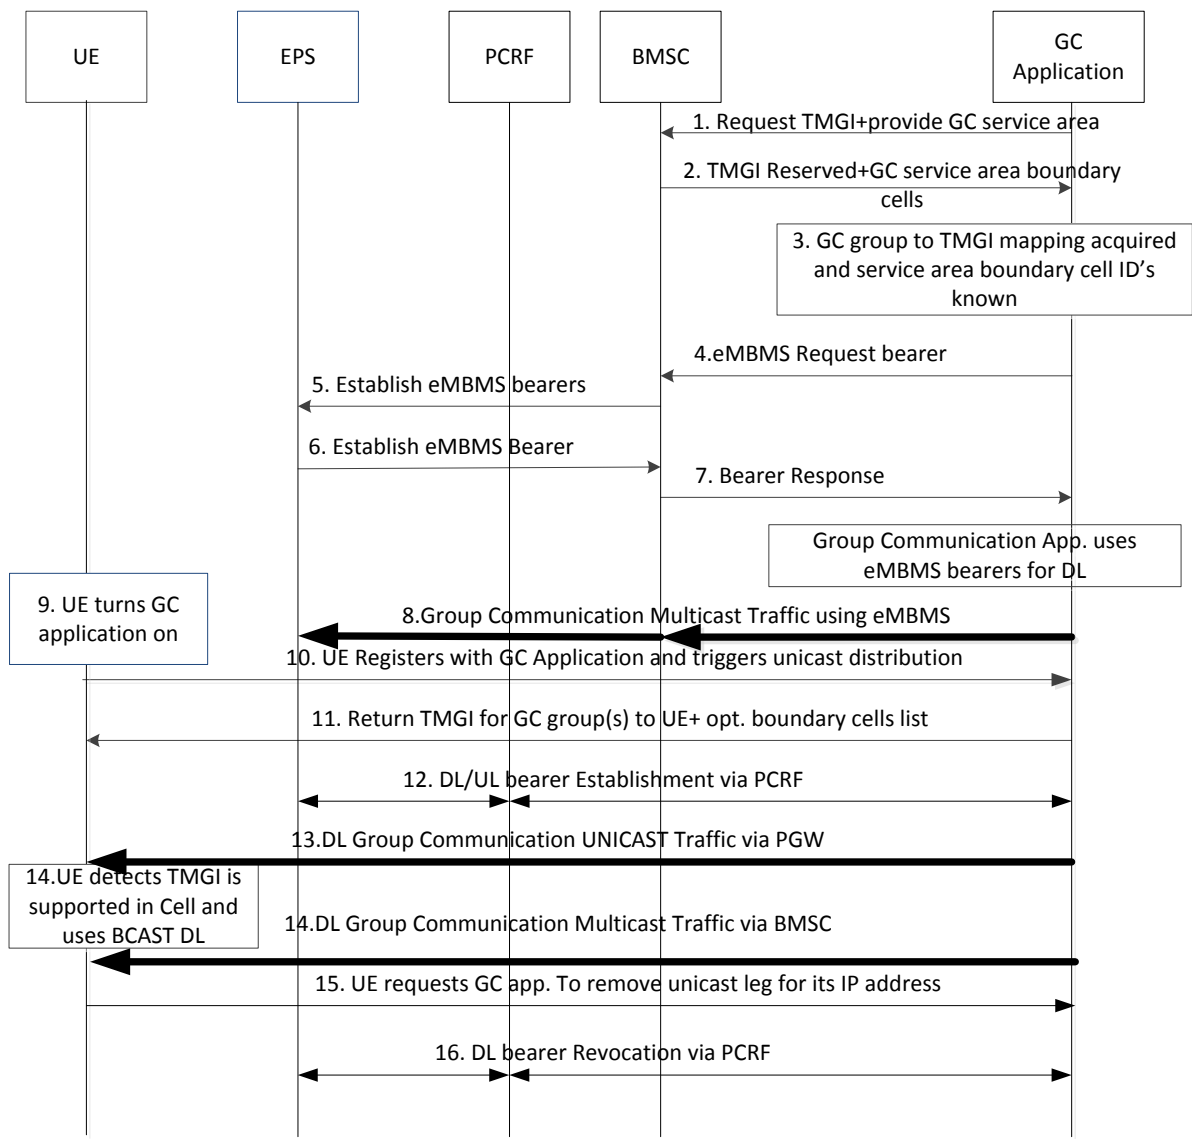 UE
EPS
PCRF
BMSC
GC
Application
1. Request TMGI+provide GC service area
2. TMGI Reserved+GC service area boundary
cells
3. GC group to TMGI mapping acquired
and service area boundary cell ID’s
known
4.eMBMS Request bearer
5. Establish eMBMS bearers
6. Establish eMBMS Bearer
7. Bearer Response
Group Communication App. uses
eMBMS bearers for DL
9. UE turns GC
application on
8.Group Communication Multicast Traffic using eMBMS
10. UE Registers with GC Application and triggers unicast distribution
11. Return TMGI for GC group(s) to UE+ opt. boundary cells list
12. DL/UL bearer Establishment via PCRF
13.DL Group Communication UNICAST Traffic via PGW
14.UE detects TMGI is
supported in Cell and
uses BCAST DL
14.DL Group Communication Multicast Traffic via BMSC
15. UE requests GC app. To remove unicast leg for its IP address
16. DL bearer Revocation via PCRF